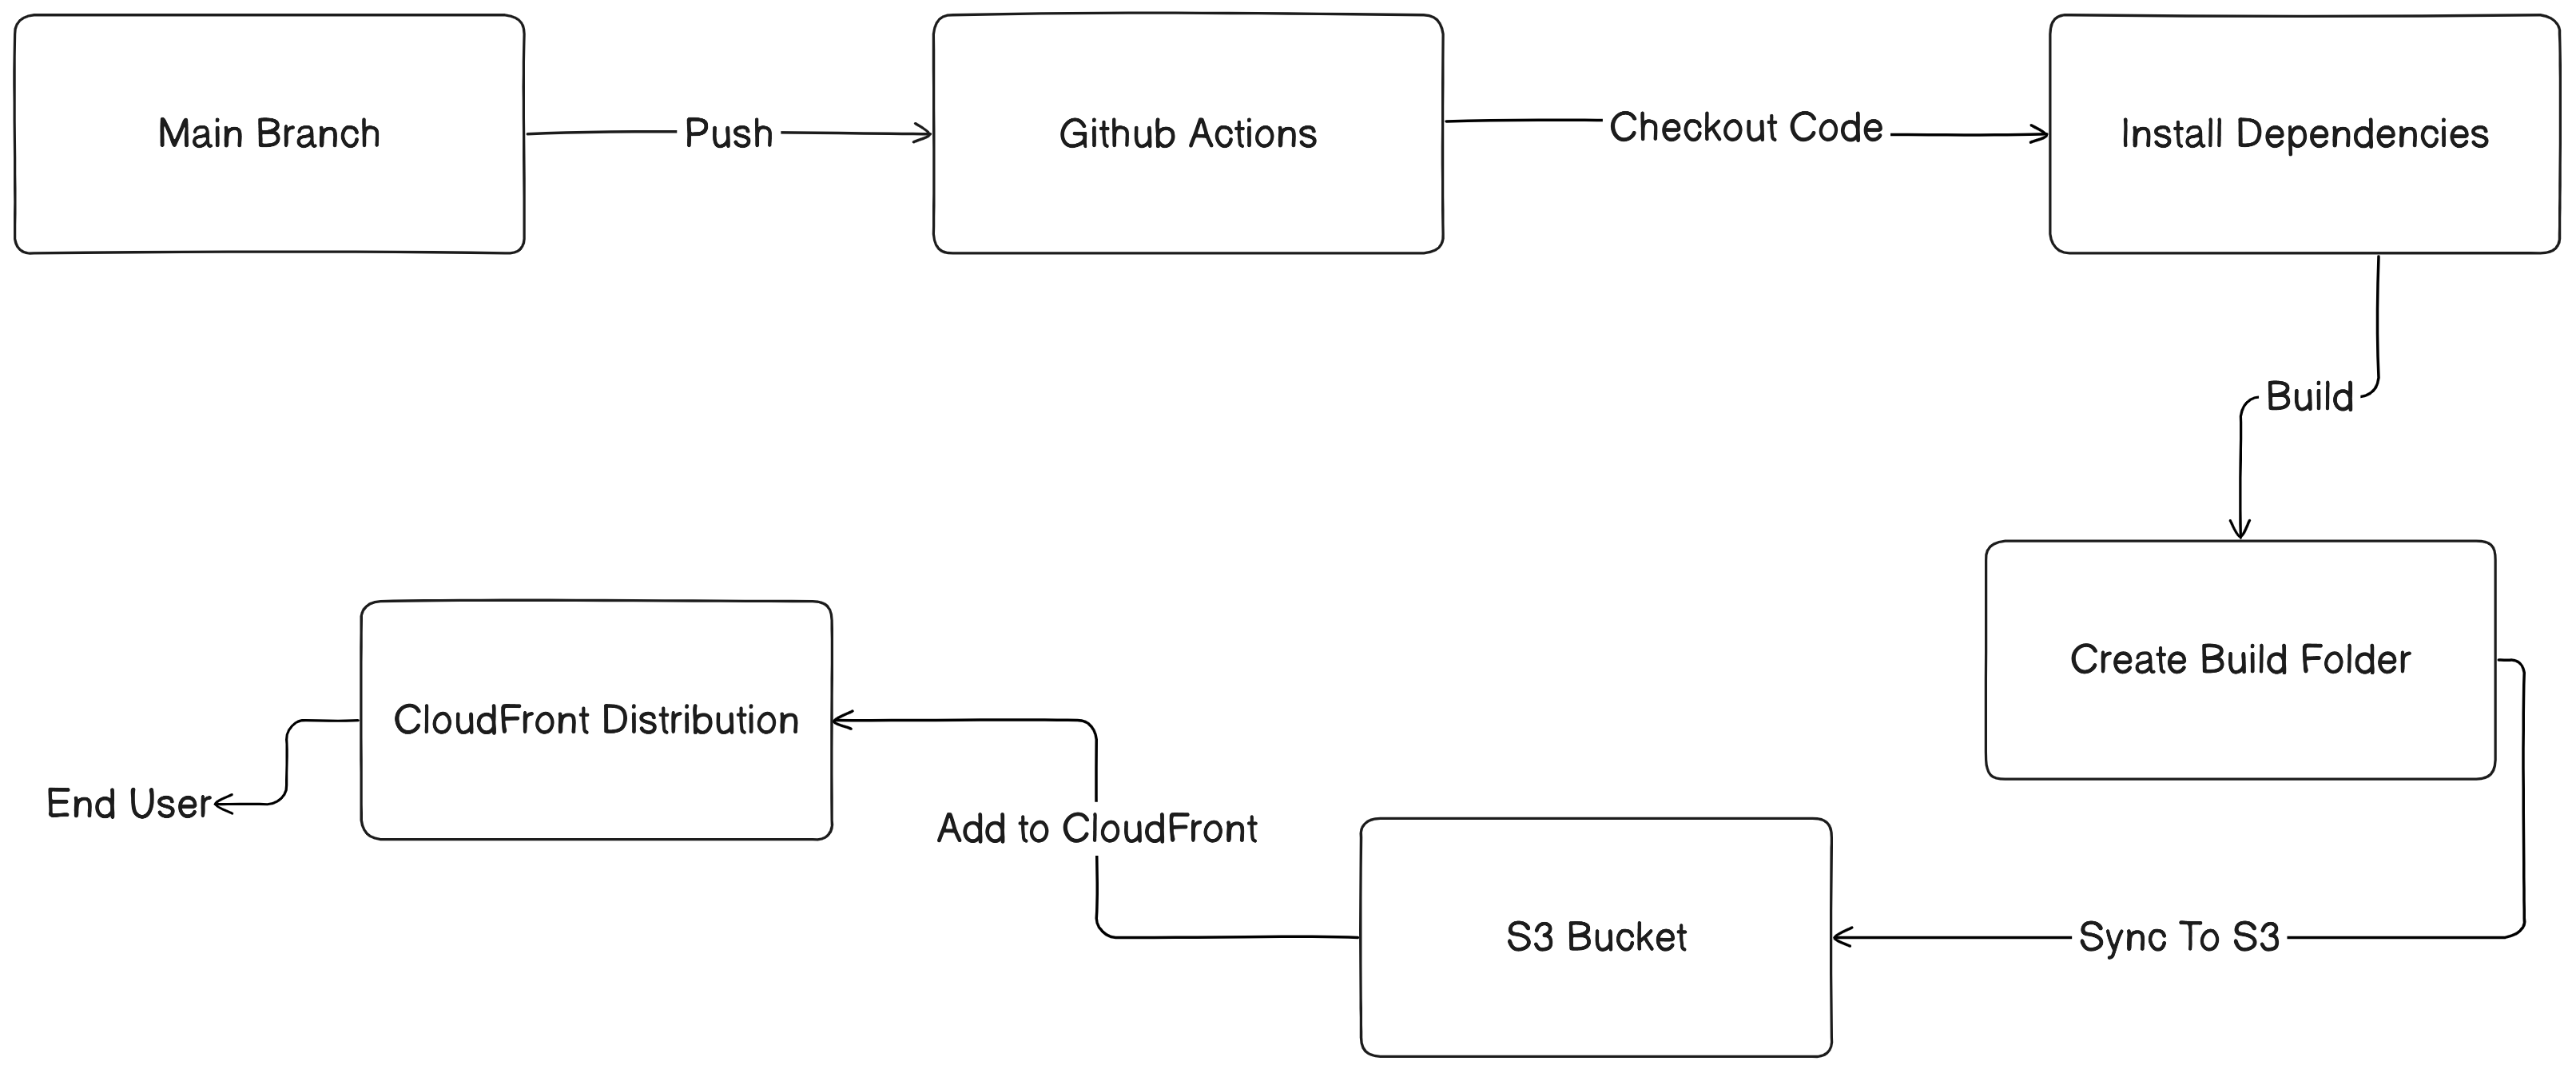 Main Branch
Push
Github Actions
Checkout Code
Install Dependencies
Build
Create Build Folder
Sync To S3
S3 Bucket
Add to CloudFront
CloudFront Distribution
End User